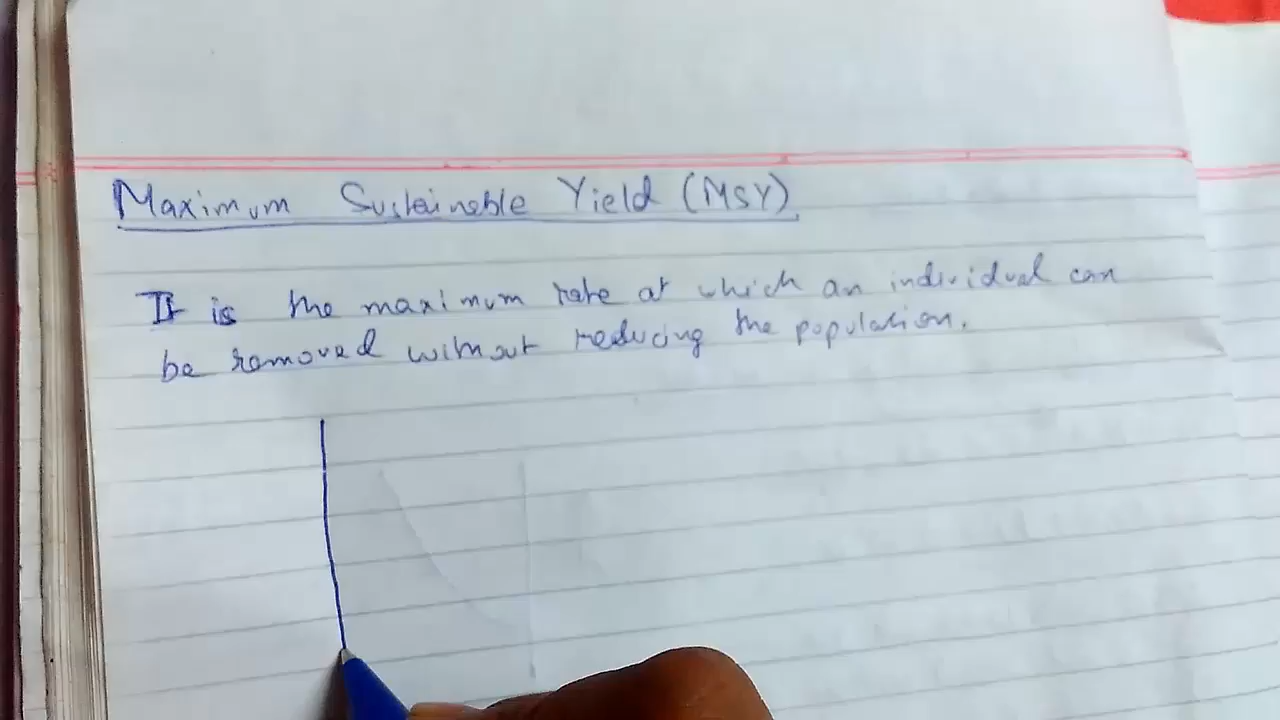 Maximum Sustainable Yield (MSY)
It is the maximum rate at which an individual can
be removed without reducing the population.